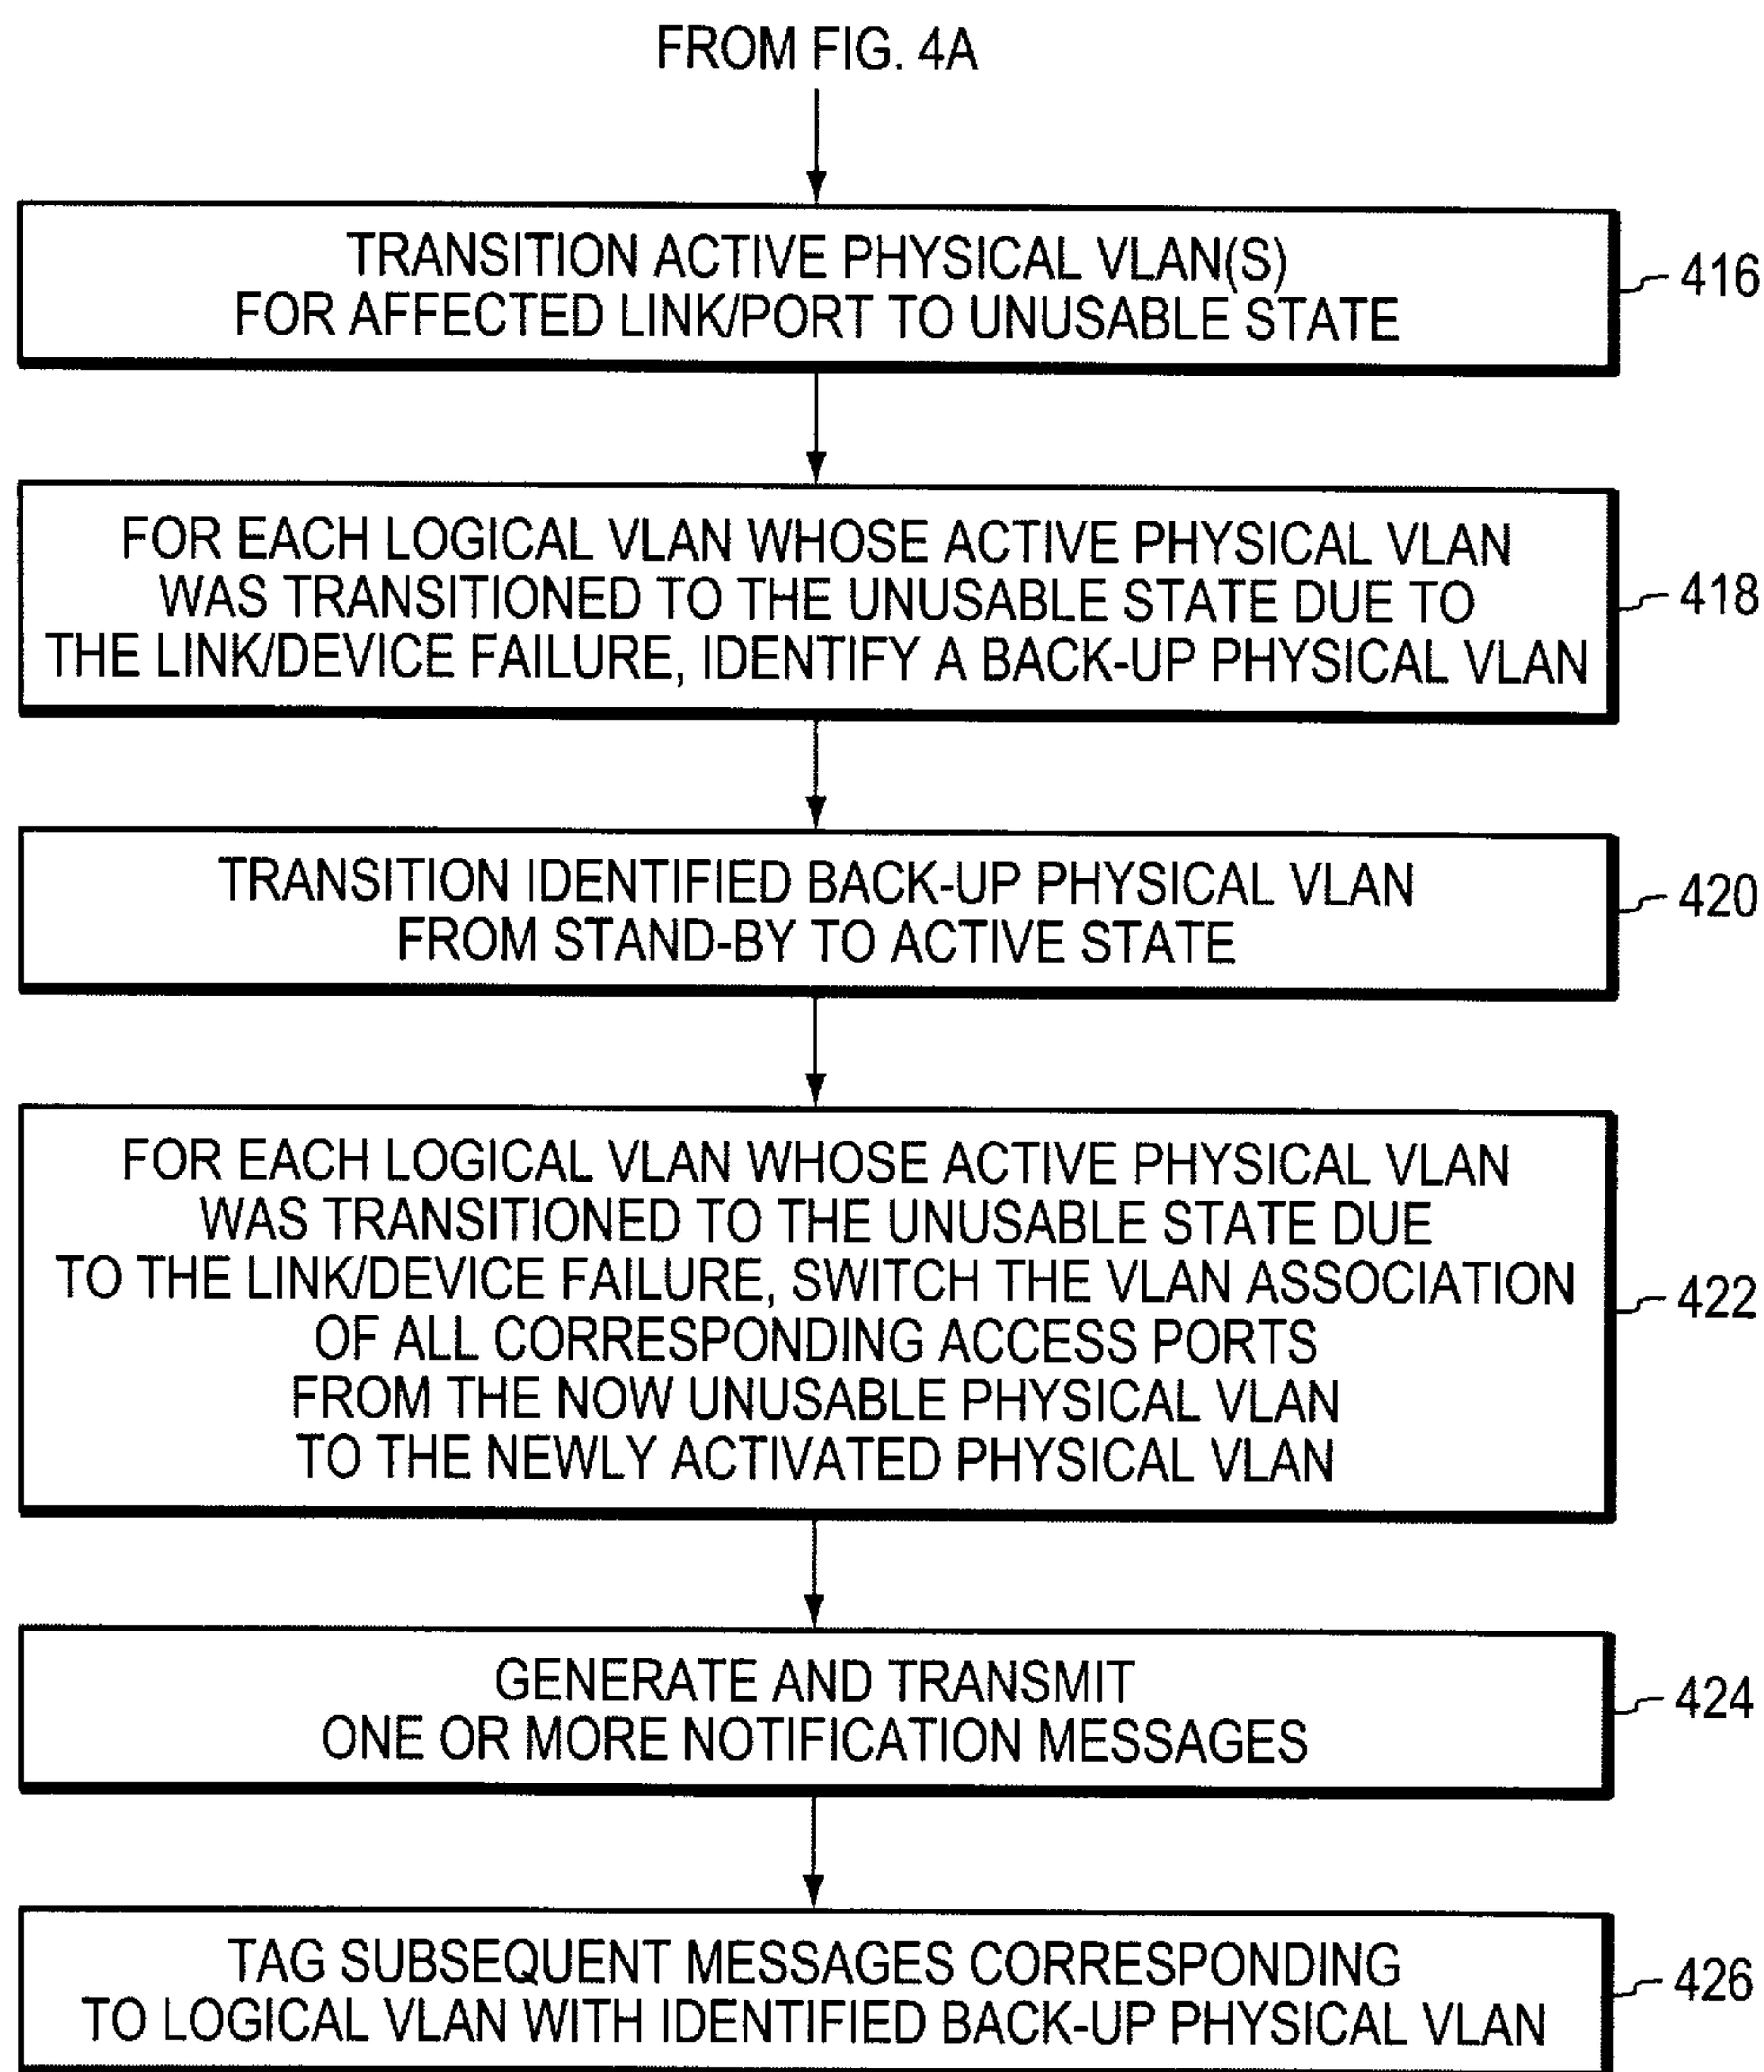 FROM FIG. 4A
TRANSITION ACTIVE PHYSICAL VLAN(S)
FOR AFFECTED LINK/PORT TO UNUSABLE STATE
416
FOR EACH LOGICAL VLAN WHOSE ACTIVE PHYSICAL VLAN
WAS TRANSITIONED TO THE UNUSABLE STATE DUE TO
THE LINK/DEVICE FAILURE, IDENTIFY A BACK-UP PHYSICAL VLAN
418
TRANSITION IDENTIFIED BACK-UP PHYSICAL VLAN
FROM STAND-BY TO ACTIVE STATE
420
FOR EACH LOGICAL VLAN WHOSE ACTIVE PHYSICAL VLAN
WAS TRANSITIONED TO THE UNUSABLE STATE DUE
TO THE LINK/DEVICE FAILURE, SWITCH THE VLAN ASSOCIATION
OF ALL CORRESPONDING ACCESS PORTS
FROM THE NOW UNUSABLE PHYSICAL VLAN
TO THE NEWLY ACTIVATED PHYSICAL VLAN
422
GENERATE AND TRANSMIT
ONE OR MORE NOTIFICATION MESSAGES
424
TAG SUBSEQUENT MESSAGES CORRESPONDING
TO LOGICAL VLAN WITH IDENTIFIED BACK-UP PHYSICAL VLAN
426